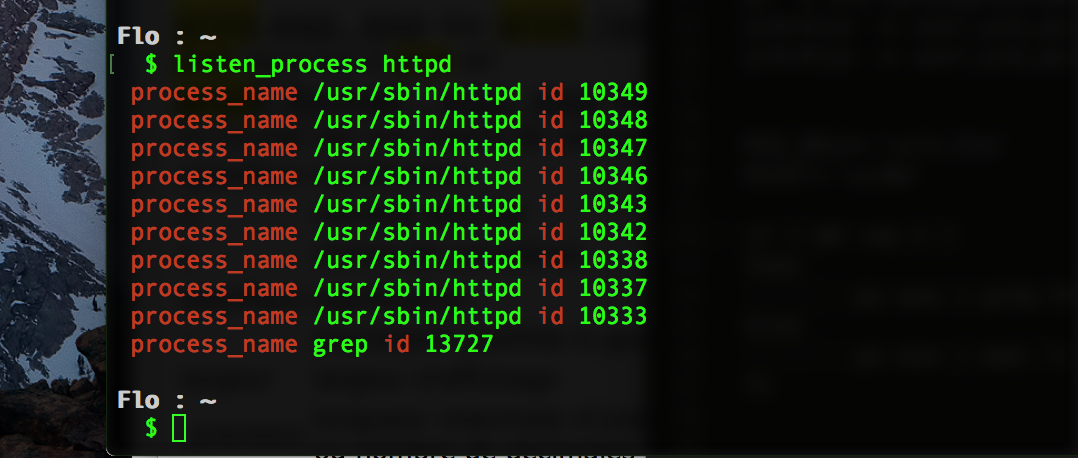 Flo : ~
[ $ listen_process httpd
process_name /usr/sbin/httpd id 10349
process_name /usr/sbin/httpd id 10348
process_name /usr/sbin/httpd id 10347
process_name /usr/sbin/httpd id 10346
process_name /usr/sbin/httpd id 10343
process_name /usr/sbin/httpd id 10342
process_name /usr/sbin/httpd id 10338
process_name /usr/sbin/httpd id 10337
process_name /usr/sbin/httpd id 10333
process_name grep id 13727
Flo : ~
$